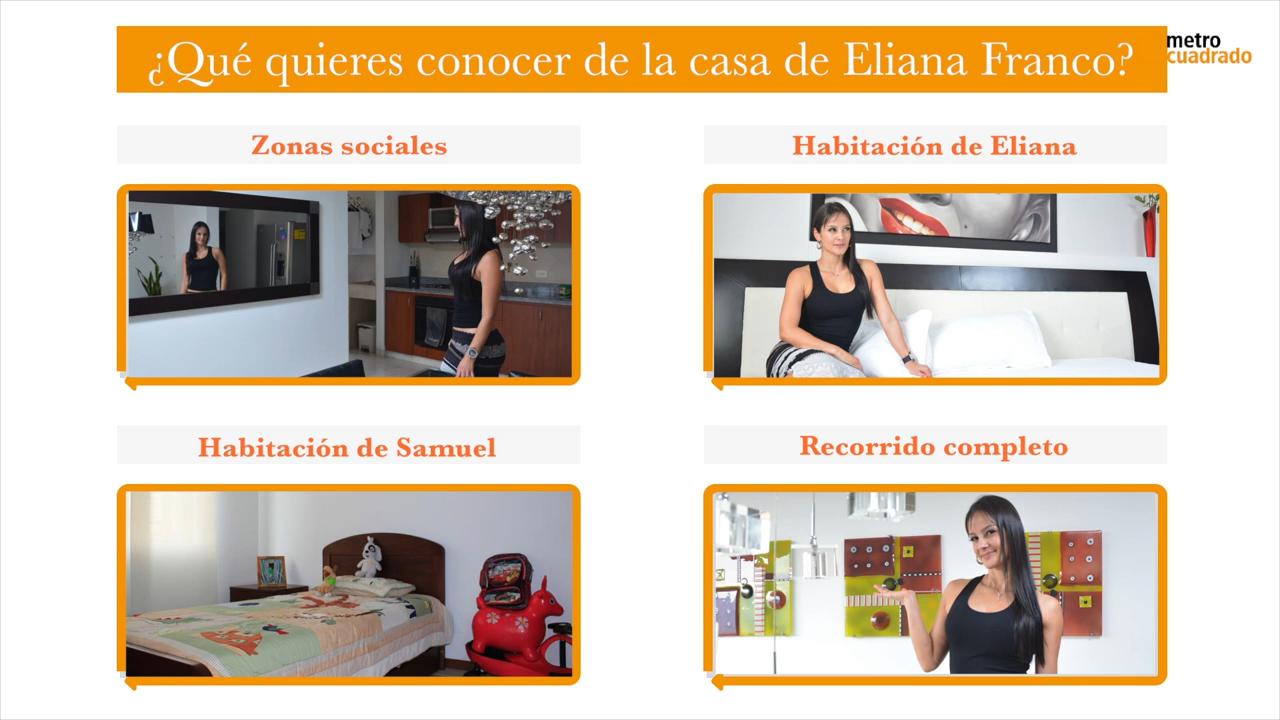 ¿Qué quieres conocer de la casa de Eliana Franco?
metro
cuadrado
Zonas sociales
Habitación de Eliana
Habitación de Samuel
Recorrido completo